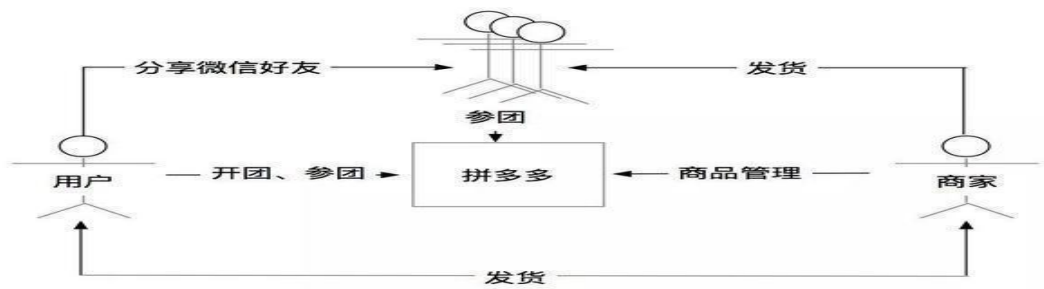 分享微信好友
发货
参团
用户
开团、参团
拼多多
商品管理
商家
发货